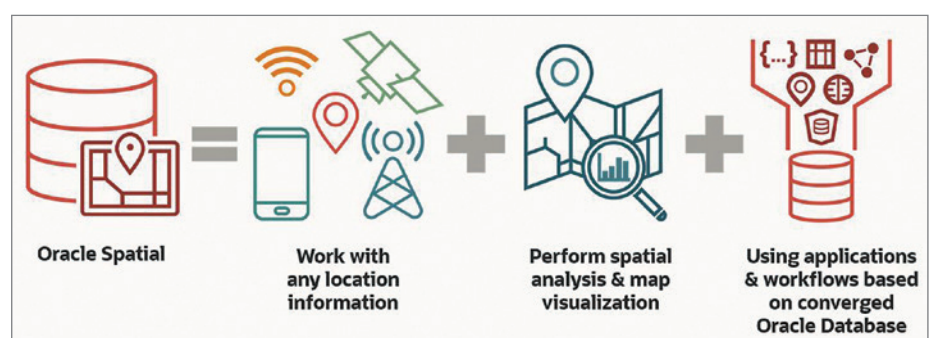 Oracle Spatial
Work with
any location
information
Perform spatial
analysis & map
visualization
Using applications
& workflows based
on converged
Oracle Database
{...}